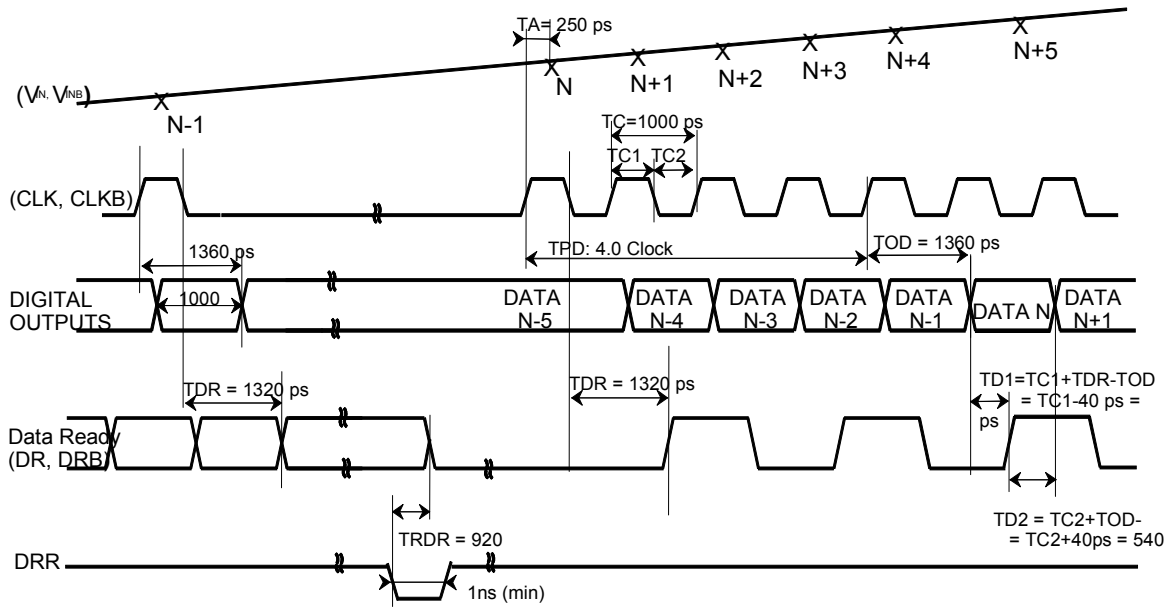 TA= 250 ps
(VIN, VINB)
X
N-1
X
N
X
N+1
X
N+2
X
N+3
X
N+4
X
N+5
TC=1000 ps
TC1 TC2
(CLK, CLKB)
1360 ps
TPD: 4.0 Clock
TOD = 1360 ps
1000
DIGITAL
OUTPUTS
DATA
N-5
DATA
N-4
DATA
N-3
DATA
N-2
DATA
N-1
DATA N
DATA
N+1
TDR = 1320 ps
TDR = 1320 ps
TD1=TC1+TDR-TOD
= TC1-40 ps =
ps
Data Ready
(DR, DRB)
TD2 = TC2+TOD-
= TC2+40ps = 540
TRDR = 920
DRR
1ns (min)